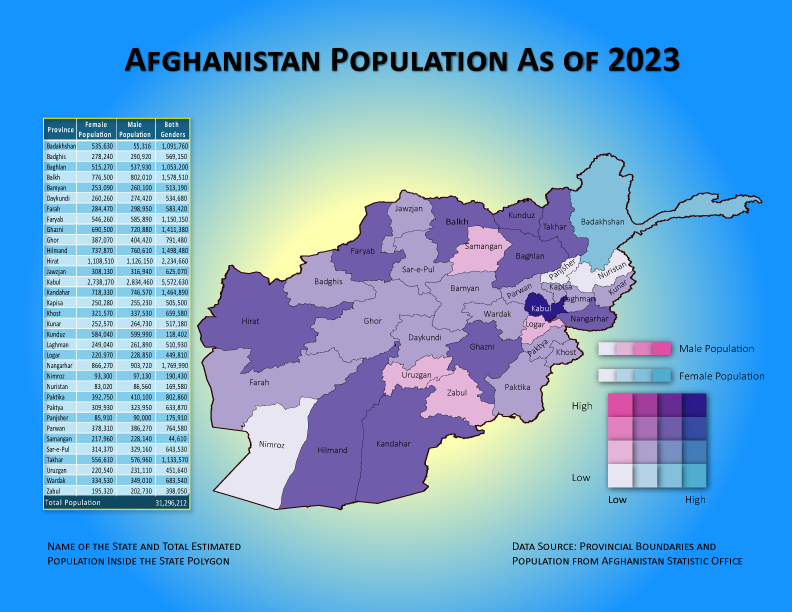 AFGHANISTAN POPULATION AS OF 2023
Province Female Population Male Population Both Genders
Badakhshan 535,630 55,316 1,091,760
Badghis 278,240 290,920 569,150
Baghlan 515,270 537,930 1,053,200
Balkh 776,500 802,010 1,578,510
Bamyan 253,090 260,100 513,190
Daykundi 260,260 274,420 534,680
Farah 284,470 298,950 583,420
Faryab 546,260 585,890 1,150,150
Ghazni 690,500 720,880 1,411,380
Ghor 387,070 404,420 791,480
Hilmand 737,870 760,610 1,498,480
Hirat 1,108,510 1,126,150 2,234,660
Jawzjan 308,130 316,940 625,070
Kabul 2,738,170 2,834,460 5,572,630
Kandahar 718,330 746,570 1,464,890
Kapisa 250,280 255,230 505,500
Khost 321,570 337,530 659,580
Kunar 252,570 264,730 517,180
Kunduz 584,040 599,990 118,402
Laghman 249,040 261,890 510,930
Logar 220,970 228,850 449,810
Nangarhar 866,270 903,720 1,769,990
Nimroz 93,300 97,130 190,430
Nuristan 83,020 86,560 169,580
Paktika 392,750 410,100 802,860
Paktya 309,930 323,950 633,870
Panjsher 85,910 90,000 175,910
Parwan 378,310 386,270 764,580
Samangan 217,960 228,140 44,610
Sar-e-Pul 314,370 329,160 643,530
Takhar 556,610 576,960 1,133,570
Uruzgan 220,540 231,110 451,640
Wardak 334,530 349,010 683,540
Zabul 195,320 202,730 398,050
Total Population 31,296,212
Jawzjan
Balkh
Kunduz
Takhar
Badakhshan
Samangan
Faryab
Baghlan
Sar-e-Pul
Panjsher
Nuristan
Badghis
Bamyan
Parwan
Kapisa
Kunar
Laghman
Kabul
Hirat
Ghor
Wardak
Nangarhar
Logar
Daykundi
Ghazni
Paktya
Khost
Farah
Uruzgan
Zabul
Paktika
Nimroz
Hilmand
Kandahar
Male Population
Female Population
High
Low
Low High
NAME OF THE STATE AND TOTAL ESTIMATED
POPULATION INSIDE THE STATE POLYGON
DATA SOURCE: PROVINCIAL BOUNDARIES AND
POPULATION FROM AFGHANISTAN STATISTIC OFFICE